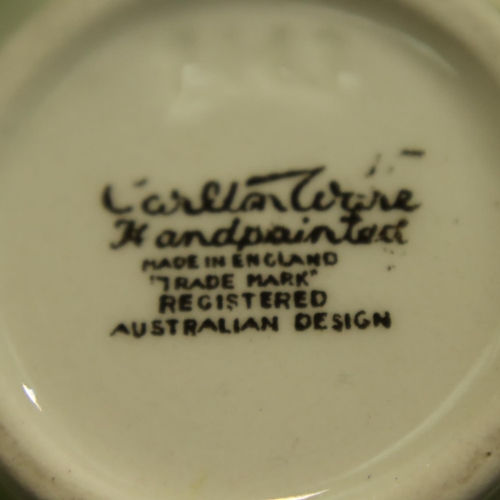 Carlton Ware
Handpainted
MADE IN ENGLAND
"TRADE MARK"
REGISTERED
AUSTRALIAN DESIGN